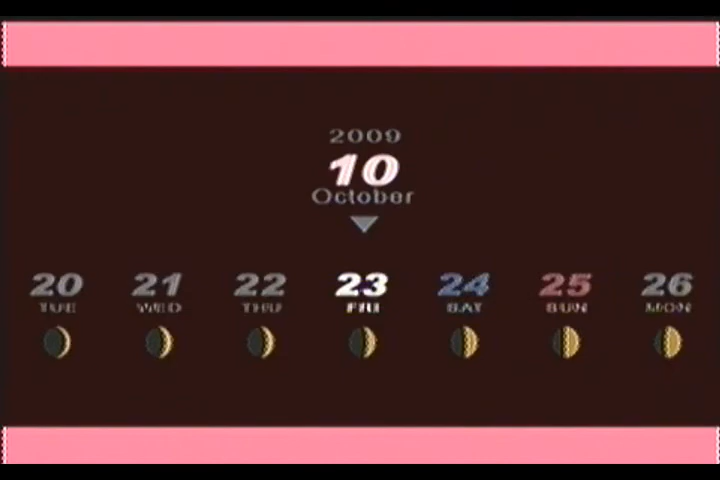 2009
10
October
20 21 22 23 24 25 26
TUE WED THU FRI SAT SUN MON